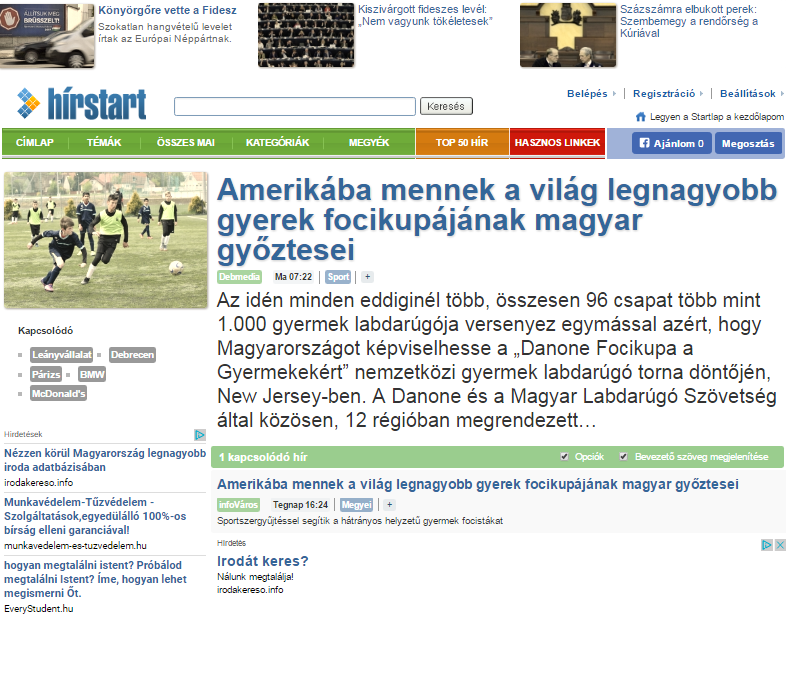 ÁLLÍTSUK MEG
BRÜSSZELT!
Könyörgőre vette a Fidesz
Szokatlan hangvételű levelet
írtak az Európai Néppártnak.
Kiszivárgott fideszes levél:
„Nem vagyunk tökéletesek”
Százszámra elbukott perek:
Szembemegy a rendőrség a
Kúriával
hírstart
Keresés
Belépés
Regisztráció
Beállítások
Legyen a Startlap a kezdőlapom
CÍMLAP
TÉMÁK
ÖSSZES MAI
KATEGÓRIÁK
MEGYÉK
TOP 50 HÍR
HASZNOS LINKEK
Ajánlom 0
Megosztás
Amerikába mennek a világ legnagyobb
gyerek focikupájának magyar
győztesei
Debmedia Ma 07:22 Sport +
Az idén minden eddiginél több, összesen 96 csapat több mint
1.000 gyermek labdarúgója versenyez egymással azért, hogy
Magyarországot képviselhesse a „Danone Focikupa a
Gyermekekért” nemzetközi gyermek labdarúgó torna döntőjén,
New Jersey-ben. A Danone és a Magyar Labdarúgó Szövetség
által közösen, 12 régióban megrendezett…
Kapcsolódó
Leányvállalat Debrecen
Párizs BMW
McDonald's
Hirdetések
Nézzen körül Magyarország legnagyobb
iroda adatbázisában
irodakereso.info
Munkavédelem-Tűzvédelem -
Szolgáltatások,egyedülálló 100%-os
bírság elleni garanciával!
munkavedelem-es-tuzvedelem.hu
hogyan megtalálni istent? Próbálod
megtalálni Istent? Íme, hogyan lehet
megismerni Őt.
EveryStudent.hu
1 kapcsolódó hír
Opciók
Bevezető szöveg megjelenítése
Amerikába mennek a világ legnagyobb gyerek focikupájának magyar győztesei
infoVáros Tegnap 16:24 Megyei +
Sportszergyűjtéssel segítik a hátrányos helyzetű gyermek focistákat
Hirdetés
Irodát keres?
Nálunk megtalálja!
irodakereso.info